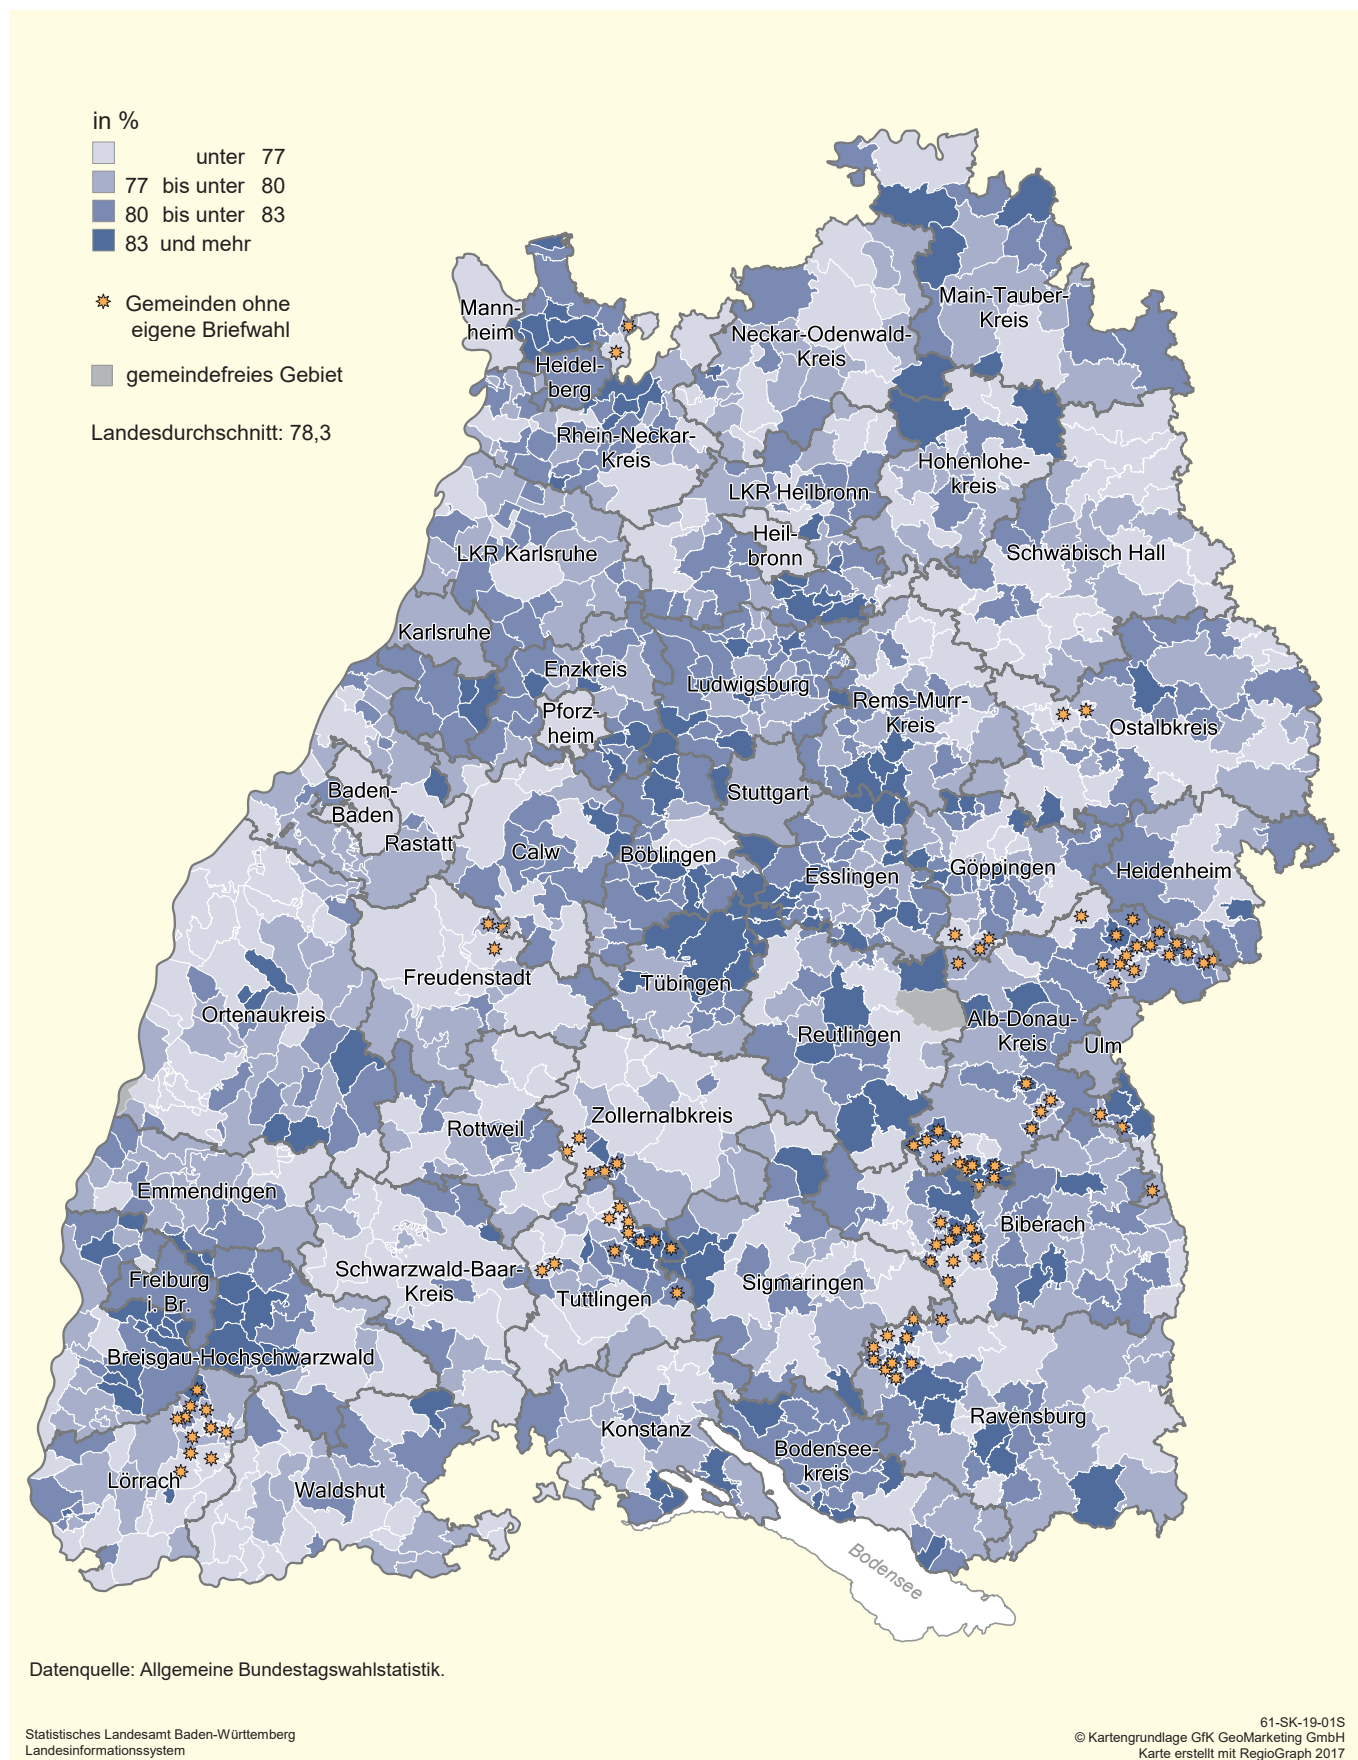 in %
unter 77
77 bis unter 80
80 bis unter 83
83 und mehr
Gemeinden ohne
eigene Briefwahl
gemeindefreies Gebiet
Landesdurchschnitt: 78,3
Mann-
heim
Heidel-
berg
Rhein-Neckar-
Kreis
Neckar-Odenwald-
Kreis
Main-Tauber-
Kreis
Hohenlohe-
kreis
LKR Heilbronn
Heil-
bronn
Schwäbisch Hall
LKR Karlsruhe
Karlsruhe
Enzkreis
Pforz-
heim
Ludwigsburg
Rems-Murr-
Kreis
Ostalbkreis
Baden-
Baden
Rastatt
Calw
Böblingen
Stuttgart
Esslingen
Göppingen
Heidenheim
Freudenstadt
Tübingen
Ortenaukreis
Reutlingen
Alb-Donau-
Kreis
Ulm
Rottweil
Zollernalbkreis
Emmendingen
Biberach
Freiburg
i. Br.
Schwarzwald-Baar-
Kreis
Tuttlingen
Sigmaringen
Breisgau-Hochschwarzwald
Konstanz
Ravensburg
Bodensee-
kreis
Lörrach
Waldshut
Bodensee
Datenquelle: Allgemeine Bundestagswahlstatistik.
Statistisches Landesamt Baden-Württemberg
Landesinformationssystem
61-SK-19-01S
© Kartengrundlage GfK GeoMarketing GmbH
Karte erstellt mit RegioGraph 2017